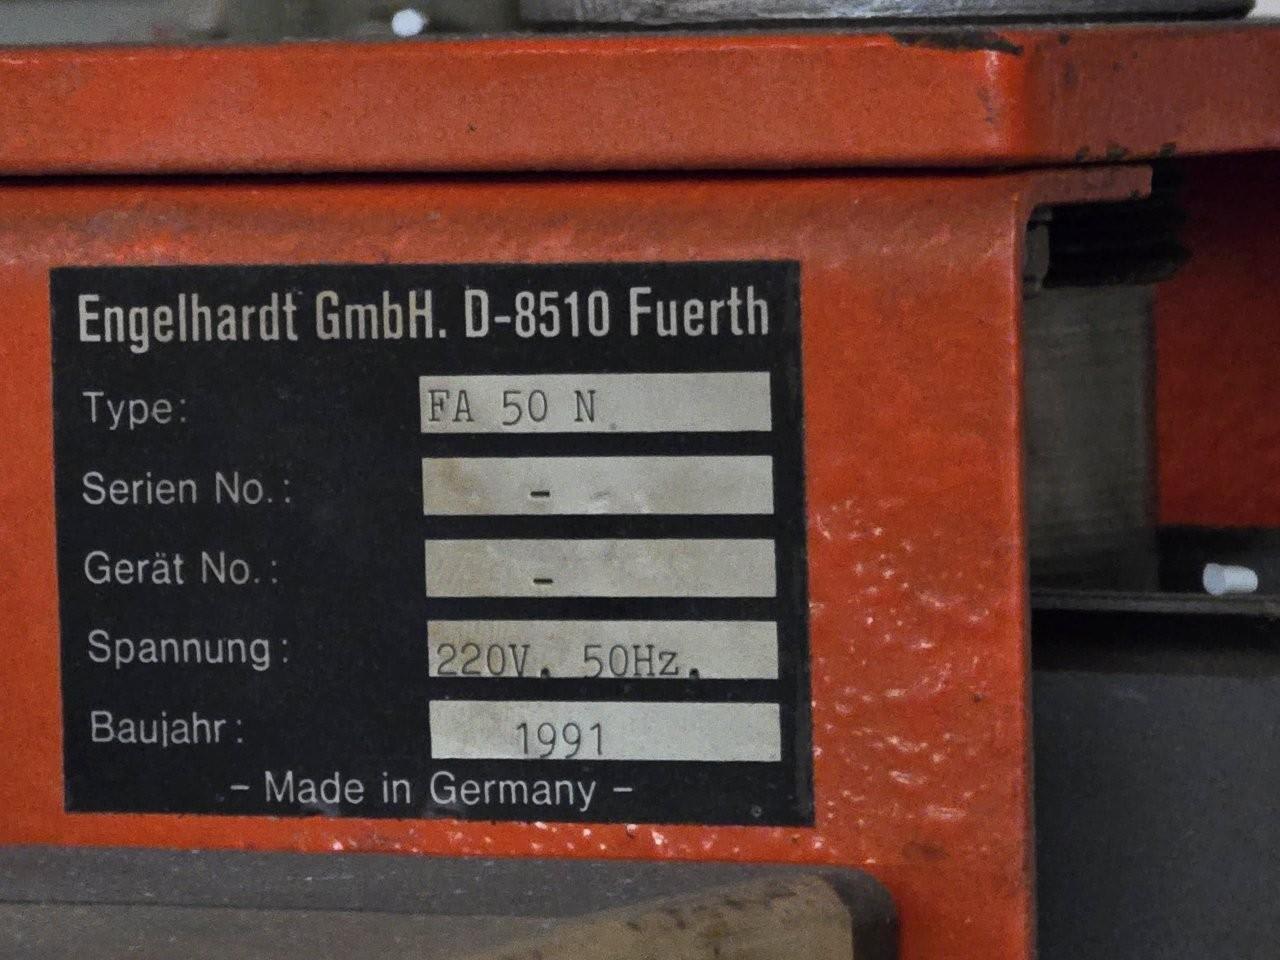 Engelhardt GmbH. D-8510 Fuerth
Type: FA 50 N
Serien No.: -
Gerät No.: -
Spannung: 220V. 50Hz.
Baujahr: 1991
- Made in Germany -